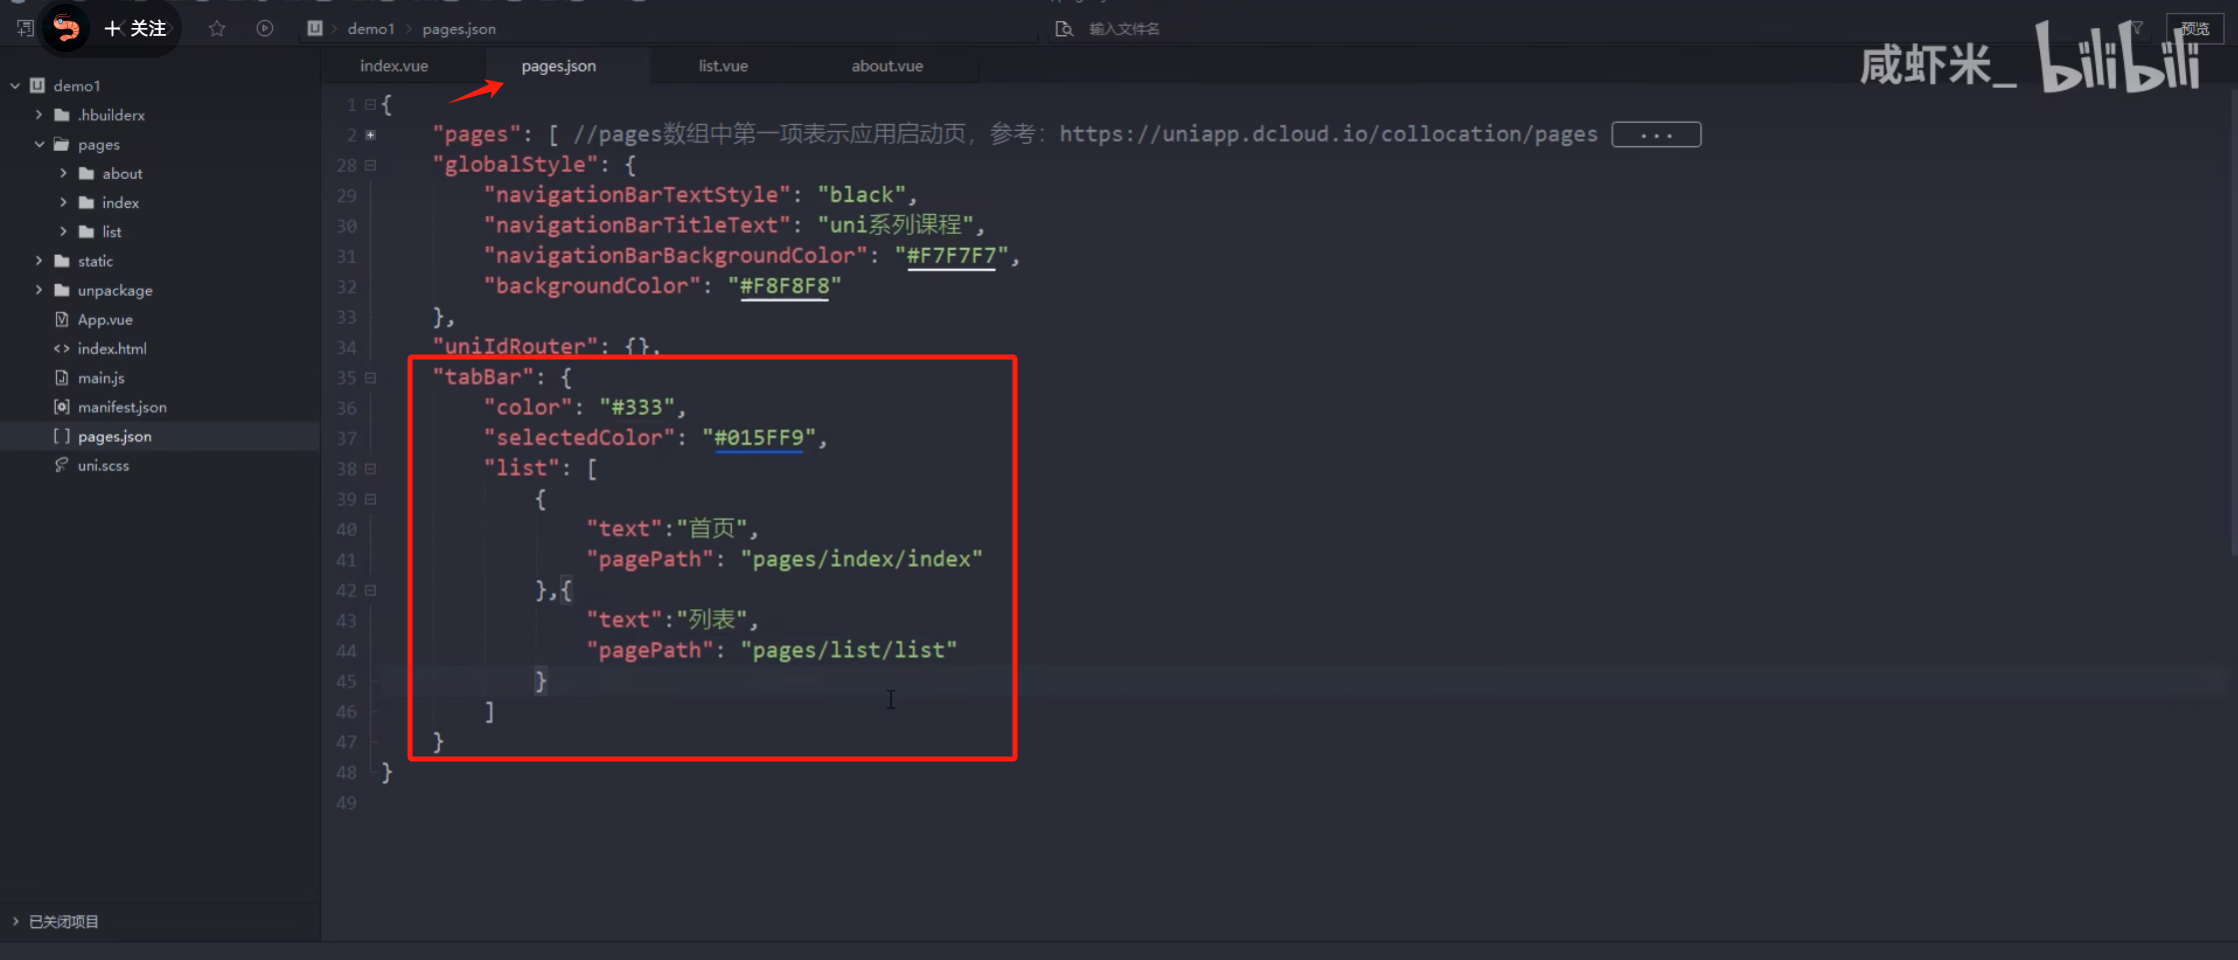 + 关注
demo1
pages.json
输入文件名
预览
咸虾米_ bilibili
index.vue
pages.json
list.vue
about.vue
demo1
.hbuilderx
pages
about
index
list
static
unpackage
App.vue
index.html
main.js
manifest.json
pages.json
uni.scss
已关闭项目
1 {
2 "pages": [ //pages数组中第一项表示应用启动页，参考：https://uniapp.dcloud.io/collocation/pages ...
28 "globalStyle": {
29 "navigationBarTextStyle": "black",
30 "navigationBarTitleText": "uni系列课程",
31 "navigationBarBackgroundColor": "#F7F7F7",
32 "backgroundColor": "#F8F8F8"
33 },
34 "uniIdRouter": {},
35 "tabBar": {
36 "color": "#333",
37 "selectedColor": "#015FF9",
38 "list": [
39 {
40 "text":"首页",
41 "pagePath": "pages/index/index"
42 },{
43 "text":"列表",
44 "pagePath": "pages/list/list"
45 }
46 ]
47 }
48 }
49